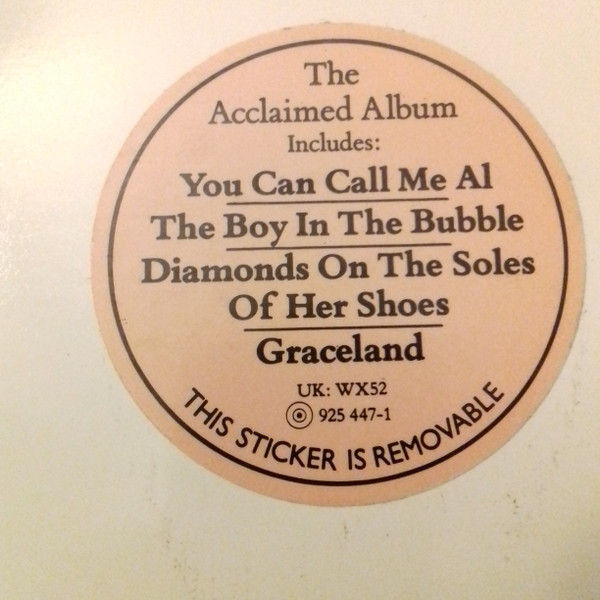 The
Acclaimed Album
Includes:
You Can Call Me Al
The Boy In The Bubble
Diamonds On The Soles
Of Her Shoes
Graceland
UK: WX52
925 447-1
THIS STICKER IS REMOVABLE